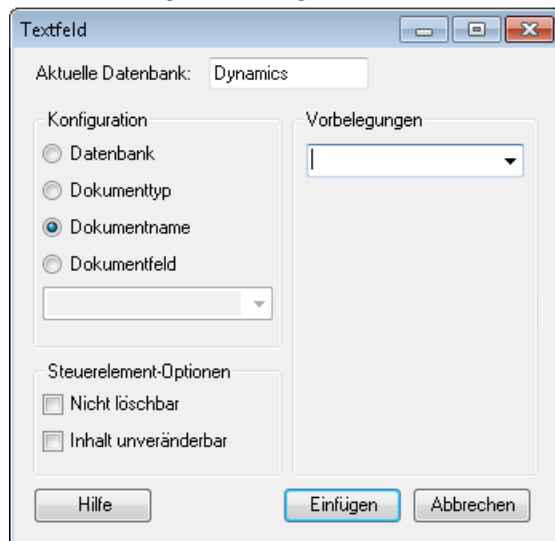 Textfeld
Aktuelle Datenbank: Dynamics
Konfiguration
Datenbank
Dokumenttyp
Dokumentname
Dokumentfeld
Vorbelegungen
Steuerelement-Optionen
Nicht löschbar
Inhalt unveränderbar
Hilfe Einfügen Abbrechen